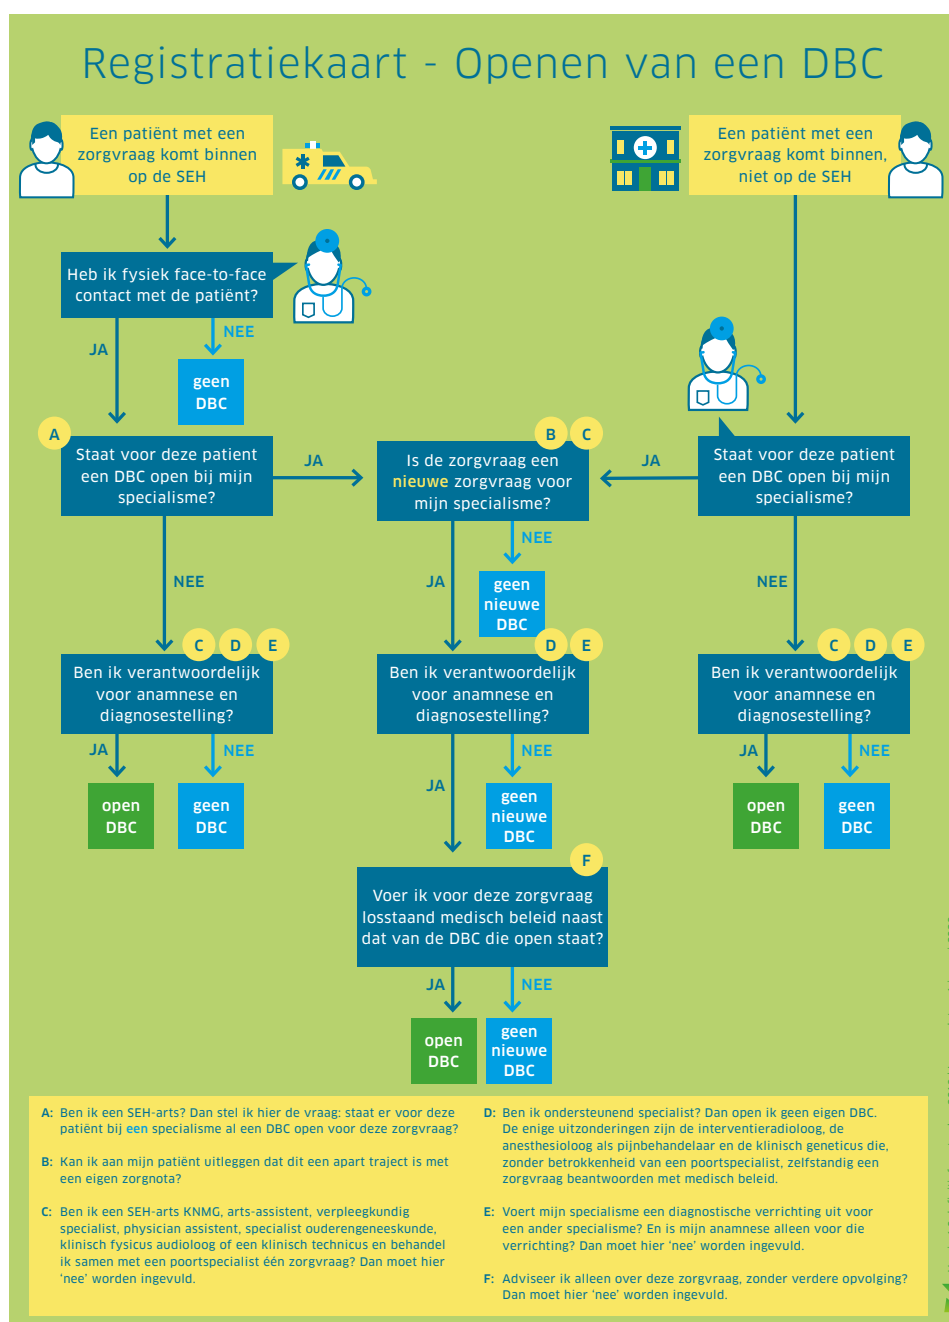 Registratiekaart - Openen van een DBC
Een patiënt met een
zorgvraag komt binnen
op de SEH
Een patiënt met een
zorgvraag komt binnen,
niet op de SEH
Heb ik fysiek face-to-face
contact met de patiënt?
JA
NEE
geen
DBC
A
Staat voor deze patient
een DBC open bij mijn
specialisme?
JA
B
C
Is de zorgvraag een
nieuwe zorgvraag voor
mijn specialisme?
JA
Staat voor deze patient
een DBC open bij mijn
specialisme?
NEE
JA
NEE
geen
nieuwe
DBC
NEE
C
D
E
Ben ik verantwoordelijk
voor anamnese en
diagnosestelling?
D
E
Ben ik verantwoordelijk
voor anamnese en
diagnosestelling?
C
D
E
Ben ik verantwoordelijk
voor anamnese en
diagnosestelling?
JA
NEE
open
DBC
geen
DBC
JA
NEE
geen
nieuwe
DBC
JA
NEE
open
DBC
geen
DBC
F
Voer ik voor deze zorgvraag
losstaand medisch beleid naast
dat van de DBC die open staat?
JA
NEE
open
DBC
geen
nieuwe
DBC
A: Ben ik een SEH-arts? Dan stel ik hier de vraag: staat er voor deze
patiënt bij een specialisme al een DBC open voor deze zorgvraag?
B: Kan ik aan mijn patiënt uitleggen dat dit een apart traject is met
een eigen zorgnota?
C: Ben ik een SEH-arts KNMG, arts-assistent, verpleegkundig
specialist, physician assistent, specialist ouderengeneeskunde,
klinisch fysicus audioloog of een klinisch technicus en behandel
ik samen met een poortspecialist één zorgvraag? Dan moet hier
'nee' worden ingevuld.
D: Ben ik ondersteunend specialist? Dan open ik geen eigen DBC.
De enige uitzonderingen zijn de interventieradioloog, de
anesthesioloog als pijnbehandelaar en de klinisch geneticus die,
zonder betrokkenheid van een poortspecialist, zelfstandig een
zorgvraag beantwoorden met medisch beleid.
E: Voert mijn specialisme een diagnostische verrichting uit voor
een ander specialisme? En is mijn anamnese alleen voor die
verrichting? Dan moet hier 'nee' worden ingevuld.
F: Adviseer ik alleen over deze zorgvraag, zonder verdere opvolging?
Dan moet hier 'nee' worden ingevuld.